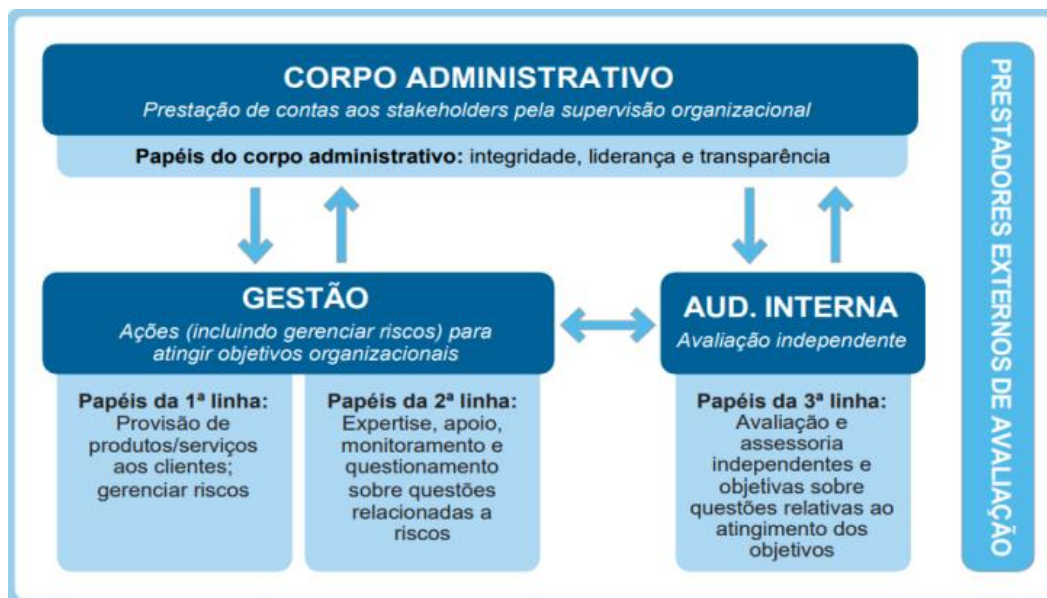 CORPO ADMINISTRATIVO
Prestação de contas aos stakeholders pela supervisão organizacional
Papéis do corpo administrativo: integridade, liderança e transparência
GESTÃO
Ações (incluindo gerenciar riscos) para
atingir objetivos organizacionais
Papéis da 1ª linha:
Provisão de
produtos/serviços
aos clientes;
gerenciar riscos
Papéis da 2ª linha:
Expertise, apoio,
monitoramento e
questionamento
sobre questões
relacionadas a
riscos
AUD. INTERNA
Avaliação independente
Papéis da 3ª linha:
Avaliação e
assessoria
independentes e
objetivas sobre
questões relativas ao
atingimento dos
objetivos
PRESTADORES EXTERNOS DE AVALIAÇÃO